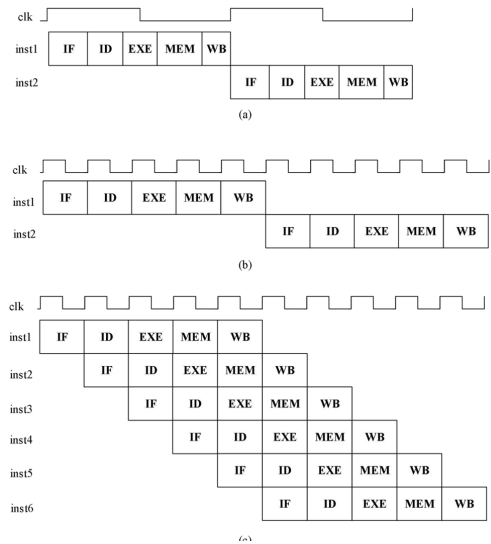 clk
inst1 IF ID EXE MEM WB
inst2 IF ID EXE MEM WB
(a)
clk
inst1 IF ID EXE MEM WB
inst2 IF ID EXE MEM WB
(b)
clk
inst1 IF ID EXE MEM WB
inst2 IF ID EXE MEM WB
inst3 IF ID EXE MEM WB
inst4 IF ID EXE MEM WB
inst5 IF ID EXE MEM WB
inst6 IF ID EXE MEM WB
(c)